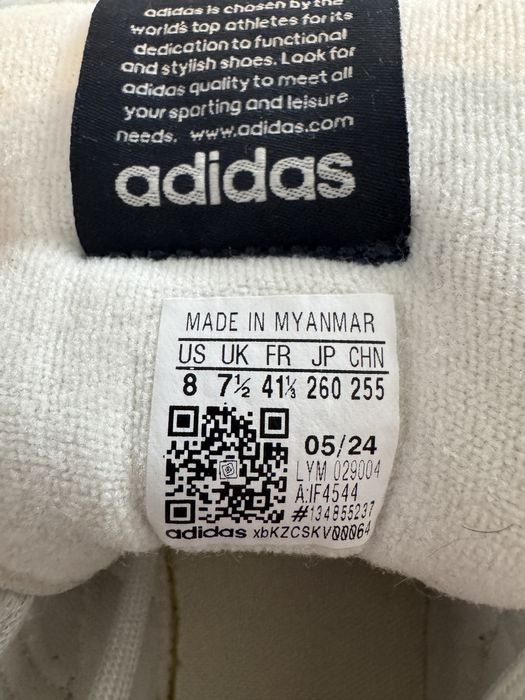 adidas is chosen by the
world's top athletes for its
dedication to functional
and stylish shoes. Look for
adidas quality to meet all
your sporting and leisure
needs. www.adidas.com
adidas
MADE IN MYANMAR
US UK FR JP CHN
8 7½ 41⅓ 260 255
05/24
LYM 029004
A:IF4544
#134855237
adidas xbKZCSKV00064